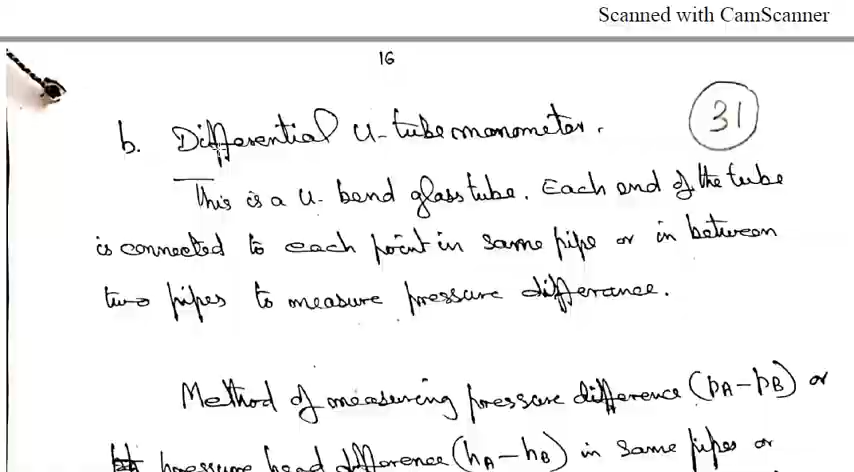 Scanned with CamScanner
16
31
b. Differential U-tube manometer.
This is a U-bend glass tube. Each end of the tube
is connected to each point in same pipe or in between
two pipes to measure pressure difference.
Method of measuring pressure difference (pA-pB) or
pressure head difference (hA-hB) in same pipes or